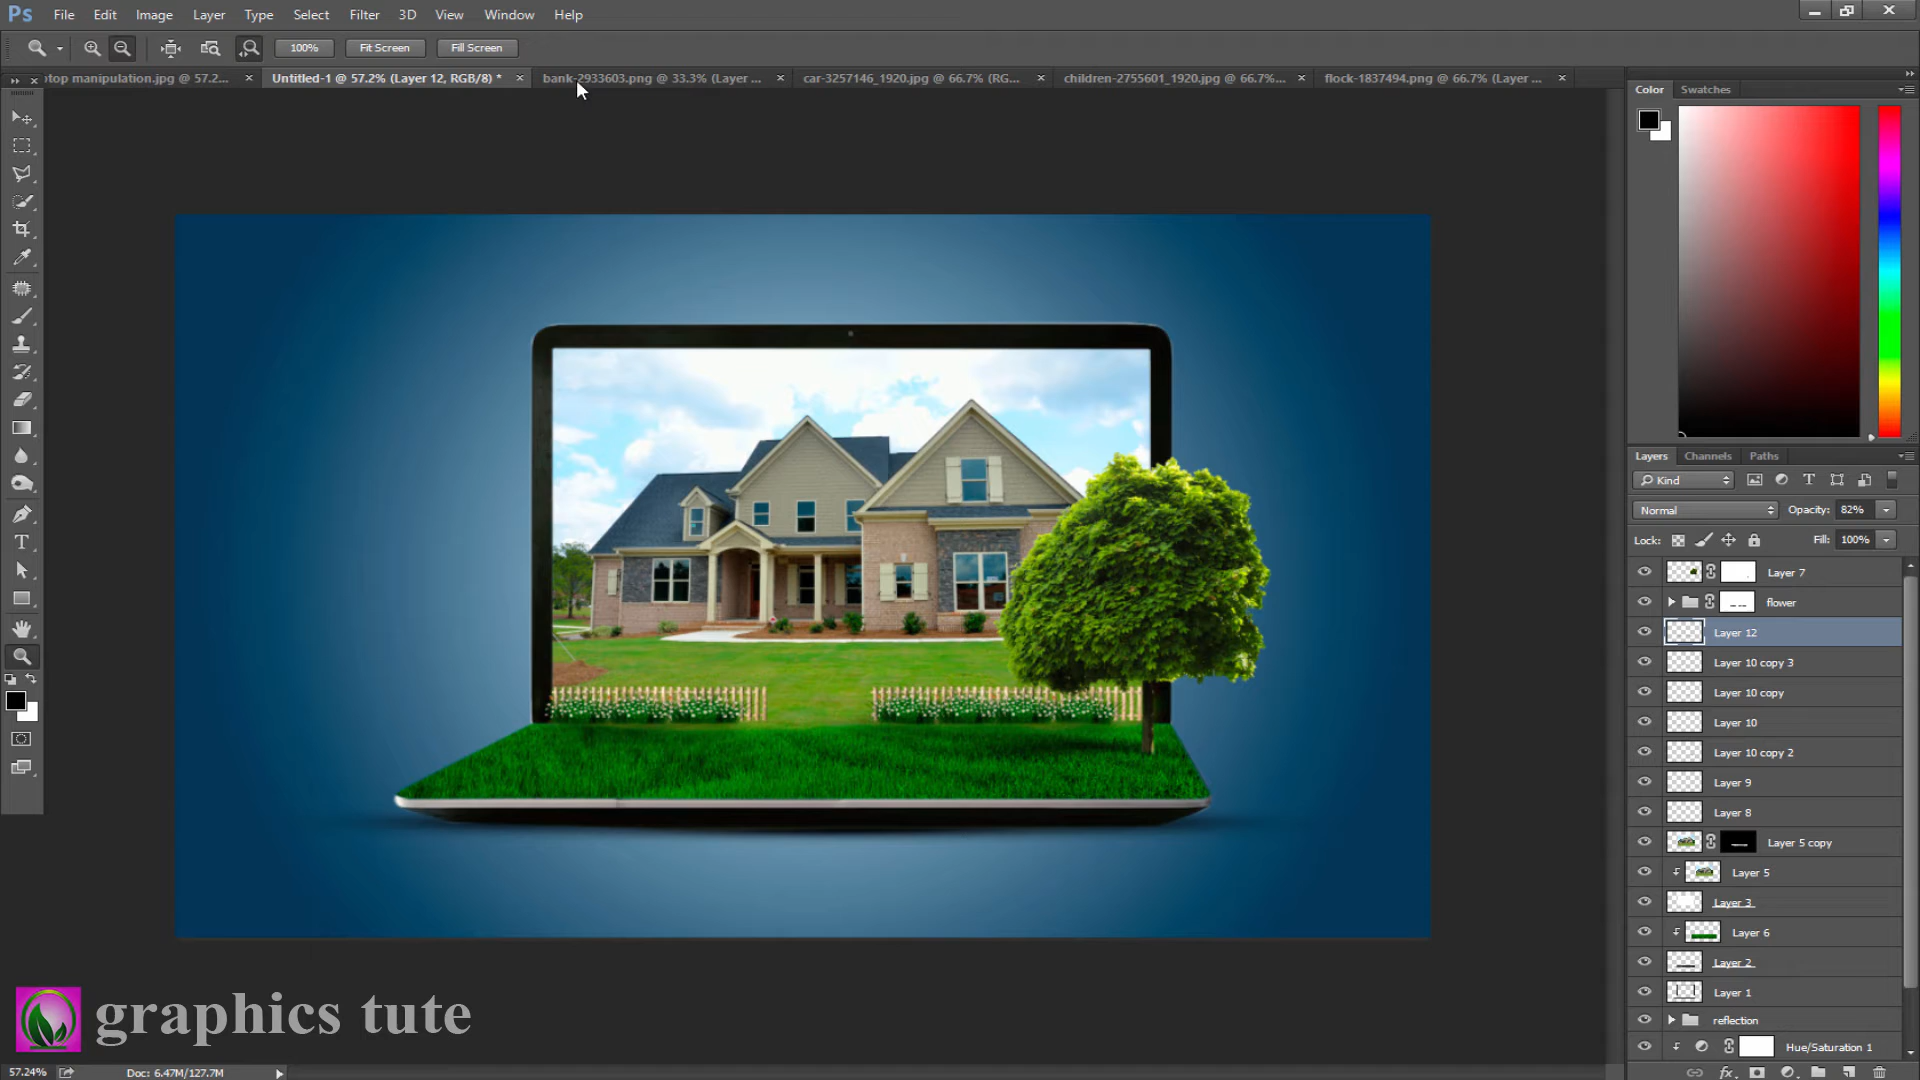 Ps File Edit Image Layer Type Select Filter 3D View Window Help
100% Fit Screen Fill Screen
top manipulation.jpg @ 57.2... × Untitled-1 @ 57.2% (Layer 12, RGB/8) * × bank-2933603.png @ 33.3% (Layer ... × car-3257146_1920.jpg @ 66.7% (RG... × children-2755601_1920.jpg @ 66.7%... × flock-1837494.png @ 66.7% (Layer ... ×
Color Swatches
Layers Channels Paths
Kind
Normal Opacity: 82%
Lock: Fill: 100%
Layer 7
flower
Layer 12
Layer 10 copy 3
Layer 10 copy
Layer 10
Layer 10 copy 2
Layer 9
Layer 8
Layer 5 copy
Layer 5
Layer 3
Layer 6
Layer 2
Layer 1
reflection
Hue/Saturation 1
graphics tute
57.24% Doc: 6.47M/127.7M